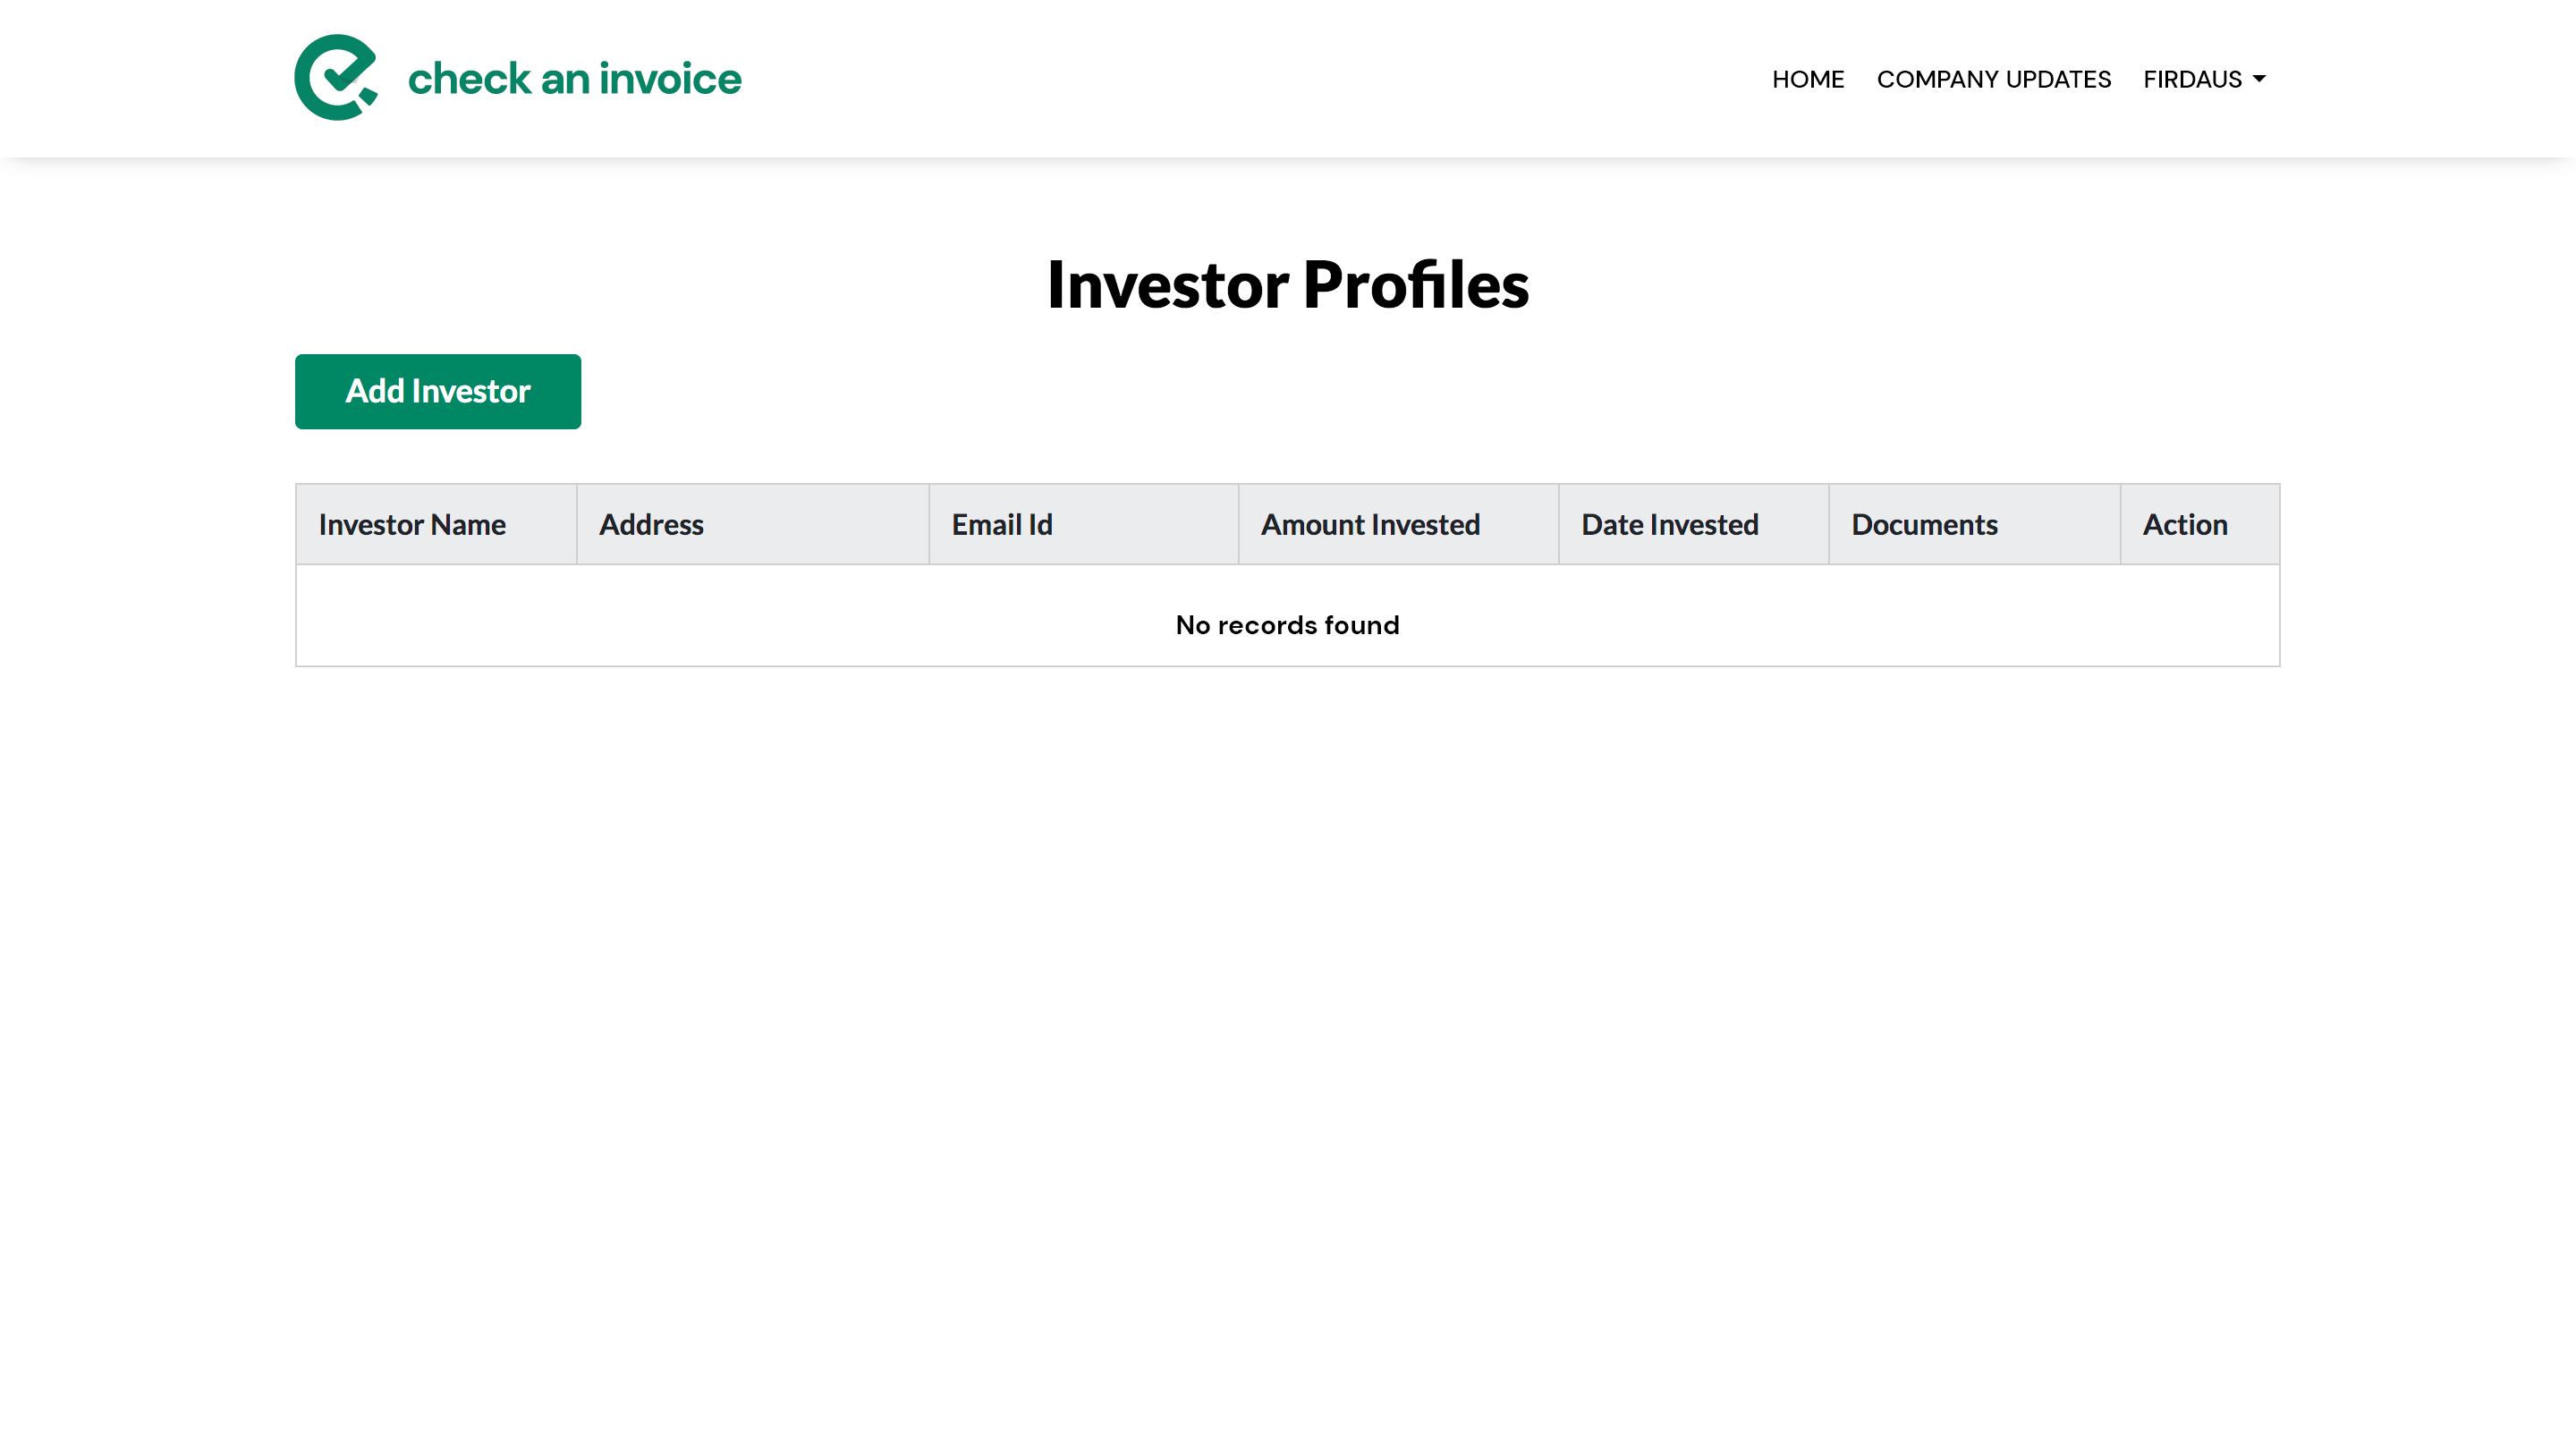 check an invoice
HOME COMPANY UPDATES FIRDAUS
Investor Profiles
Add Investor
Investor Name Address Email Id Amount Invested Date Invested Documents Action
No records found